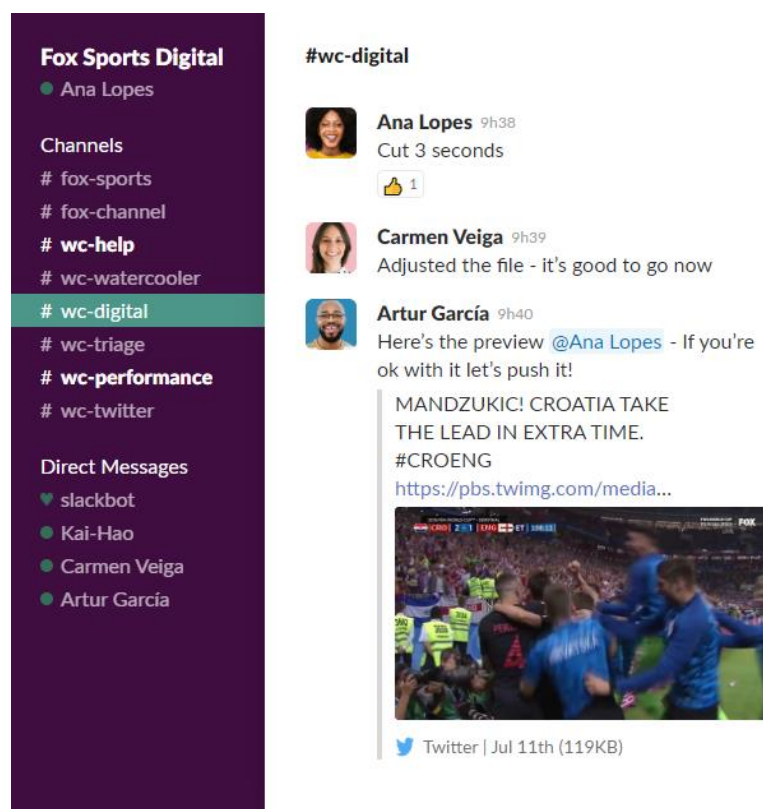 Fox Sports Digital
Ana Lopes
Channels
# fox-sports
# fox-channel
# wc-help
# wc-watercooler
# wc-digital
# wc-triage
# wc-performance
# wc-twitter
Direct Messages
slackbot
Kai-Hao
Carmen Veiga
Artur García
#wc-digital
Ana Lopes 9h38
Cut 3 seconds
1
Carmen Veiga 9h39
Adjusted the file - it’s good to go now
Artur García 9h40
Here’s the preview @Ana Lopes - If you’re
ok with it let’s push it!
MANDZUKIC! CROATIA TAKE
THE LEAD IN EXTRA TIME.
#CROENG
https://pbs.twimg.com/media...
CRO 2-1 ENG ET
FOX
4
Twitter | Jul 11th (119KB)